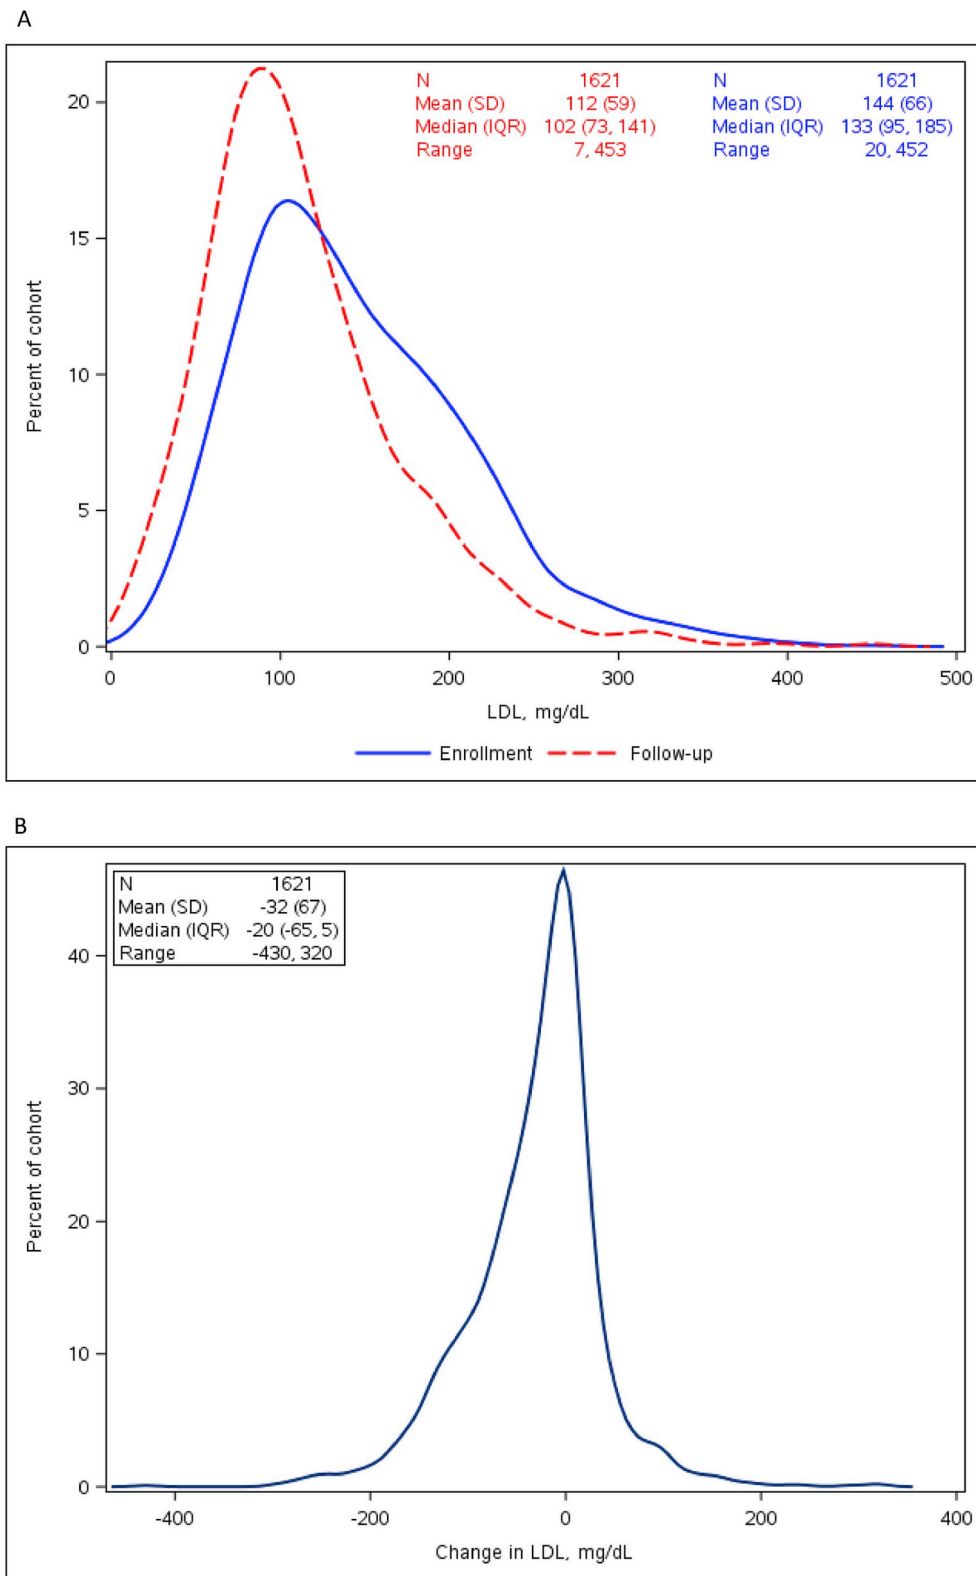 A
N 1621
Mean (SD) 112 (59)
Median (IQR) 102 (73, 141)
Range 7, 453
N 1621
Mean (SD) 144 (66)
Median (IQR) 133 (95, 185)
Range 20, 452
20
15
10
5
0
Percent of cohort
0 100 200 300 400 500
LDL, mg/dL
Enrollment Follow-up
B
N 1621
Mean (SD) -32 (67)
Median (IQR) -20 (-65, 5)
Range -430, 320
40
30
20
10
0
Percent of cohort
-400 -200 0 200 400
Change in LDL, mg/dL